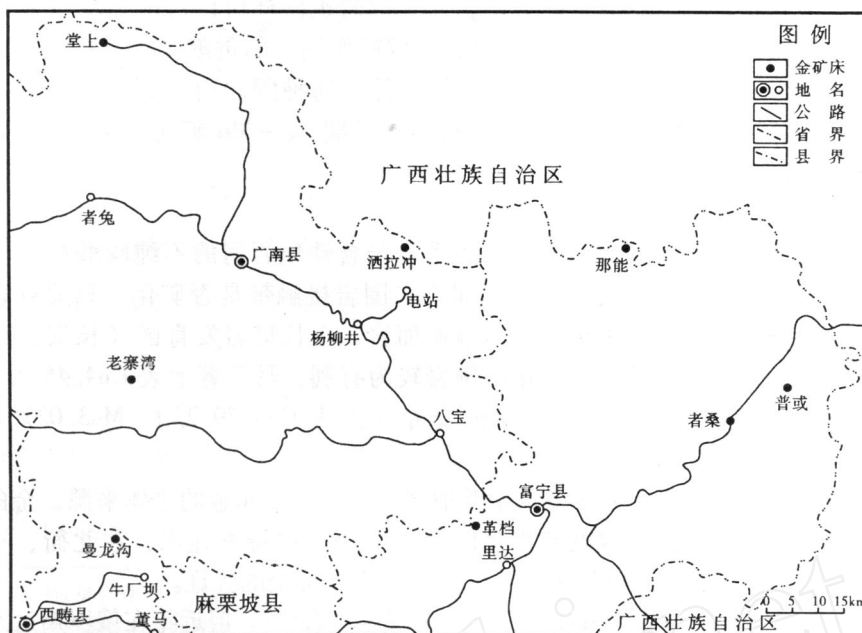 堂上
图例
金矿床
地名
公路
省界
县界
广西壮族自治区
者兔
广南县
洒拉冲
那能
电站
杨柳井
老寨湾
普或
八宝
者桑
富宁县
革档
曼龙沟
里达
牛厂坝
麻栗坡县
西畴县
董马
广西壮族自治区
0 5 10 15km